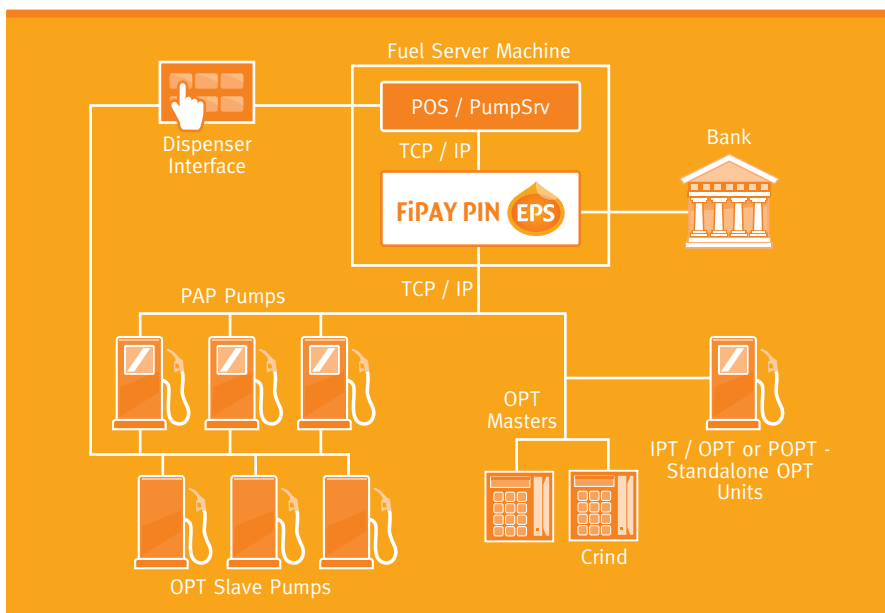 Fuel Server Machine
POS / PumpSrv
Dispenser
Interface
TCP / IP
Bank
FiPAY PIN EPS
TCP / IP
PAP Pumps
OPT
Masters
IPT / OPT or POPT -
Standalone OPT
Units
Crind
OPT Slave Pumps